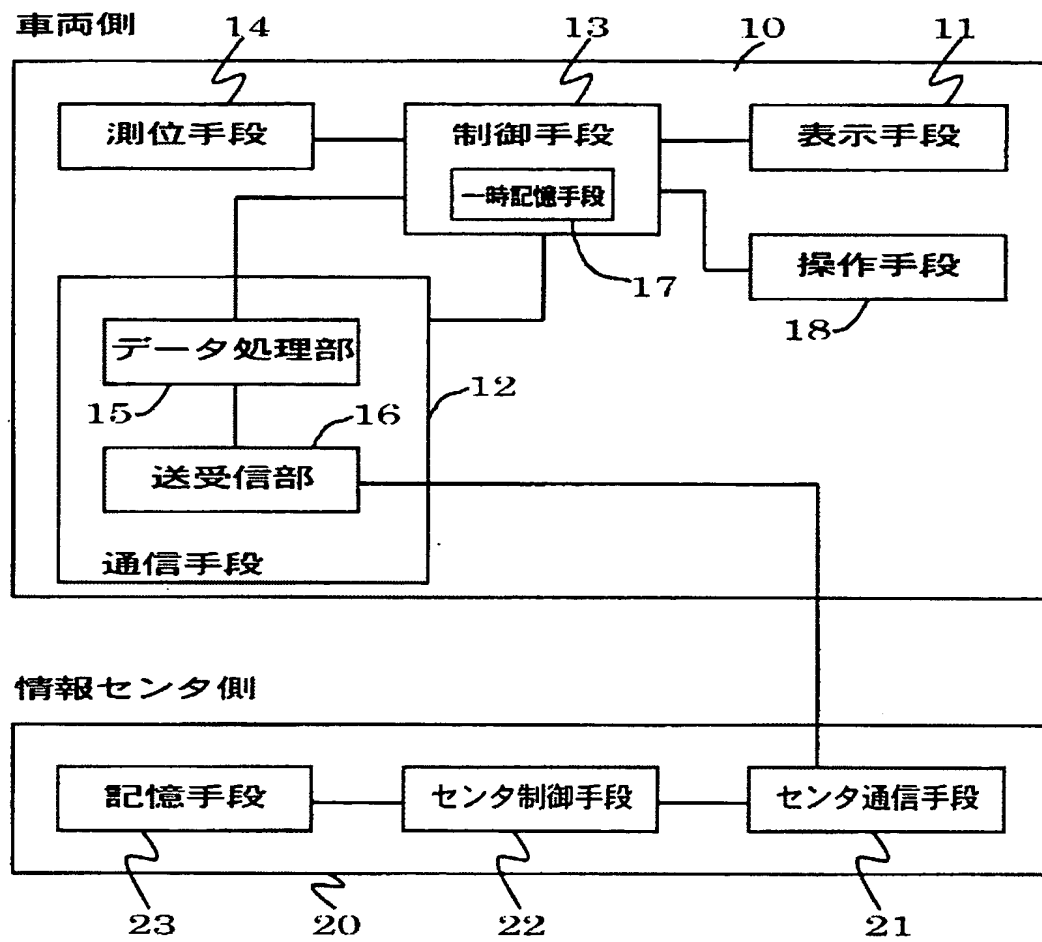 車両側
14
13
10
11
測位手段
制御手段
表示手段
一時記憶手段
17
操作手段
18
データ処理部
15
12
16
送受信部
通信手段
情報センタ側
記憶手段
センタ制御手段
センタ通信手段
23
20
22
21